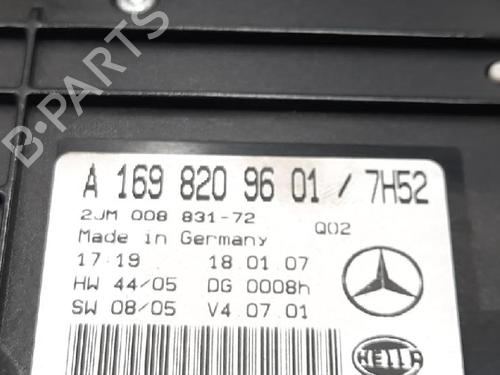 B-PARTS
A 169 820 96 01 / 7H52
2JM 008 831-72
Q02
Made in Germany
17:19 18.01.07
HW 44/05 DG 0008h
SW 08/05 V4.07.01
HELLA